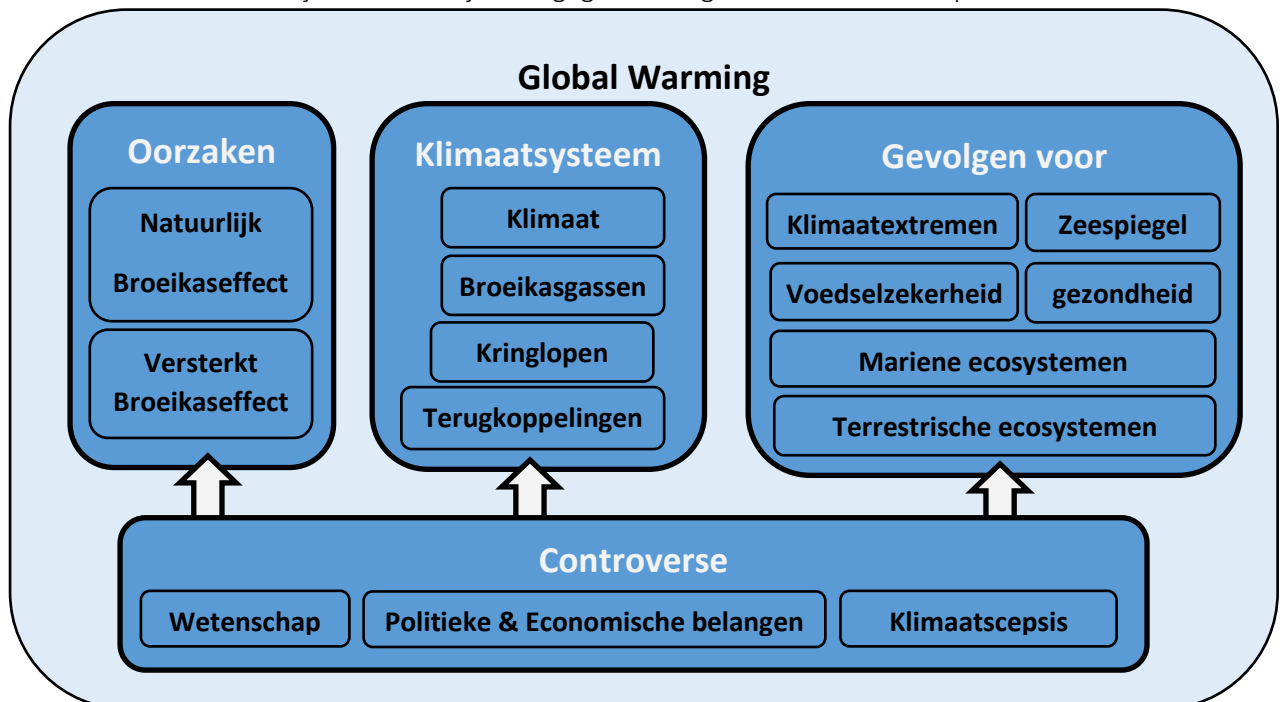 Global Warming
Oorzaken
Natuurlijk
Broeikaseffect
Versterkt
Broeikaseffect
Klimaatsysteem
Klimaat
Broeikasgassen
Kringlopen
Terugkoppelingen
Gevolgen voor
Klimaatextremen
Zeespiegel
Voedselzekerheid
gezondheid
Mariene ecosystemen
Terrestrische ecosystemen
Controverse
Wetenschap
Politieke & Economische belangen
Klimaatscepsis